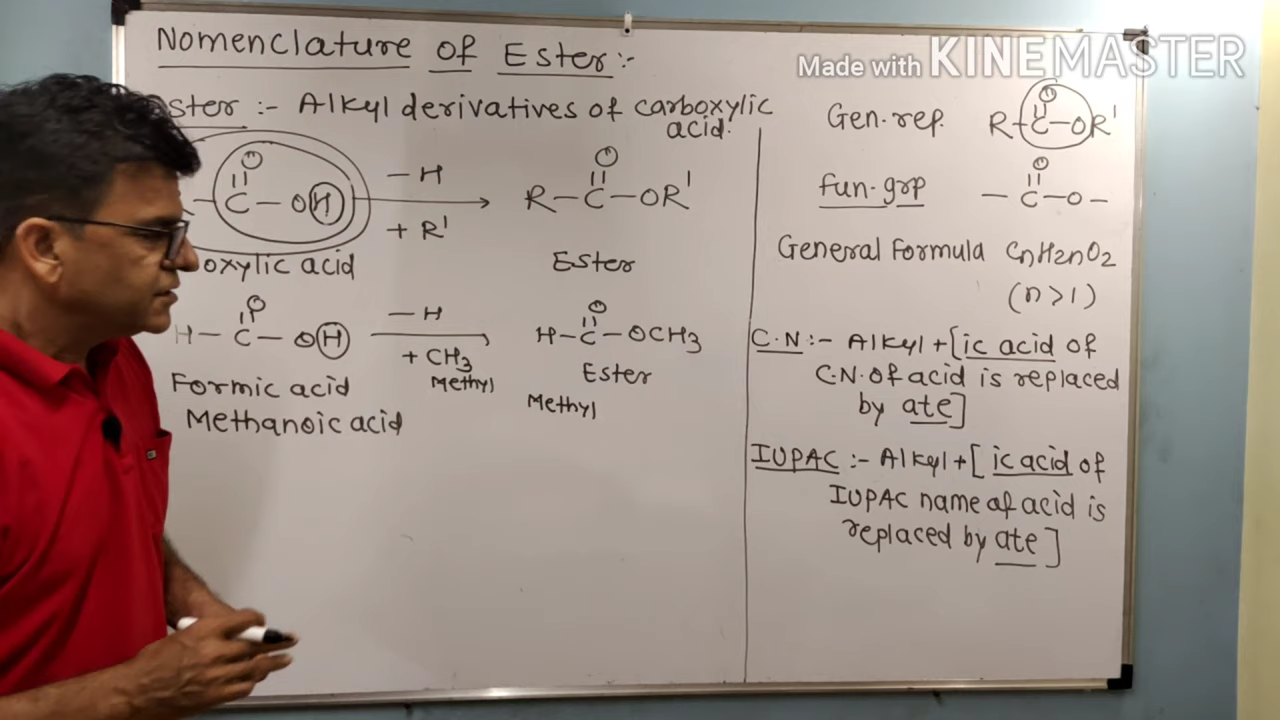 Nomenclature of Ester :-
Made with KINEMASTER
ster :- Alkyl derivatives of carboxylic
acid.
Gen. rep.
R-C-OR'
O
||
O
||
C - OH
- H
+ R'
O
||
R-C-OR'
fun. grp
O
||
- C - O -
oxylic acid
Ester
General Formula CnH2nO2
(n > 1)
O
||
H - C - OH
- H
+ CH3
Methyl
O
||
H - C - OCH3
Formic acid
Methanoic acid
Ester
Methyl
C.N :- Alkyl + [ic acid of
C.N. of acid is replaced
by ate]
IUPAC :- Alkyl + [ic acid of
IUPAC name of acid is
replaced by ate]